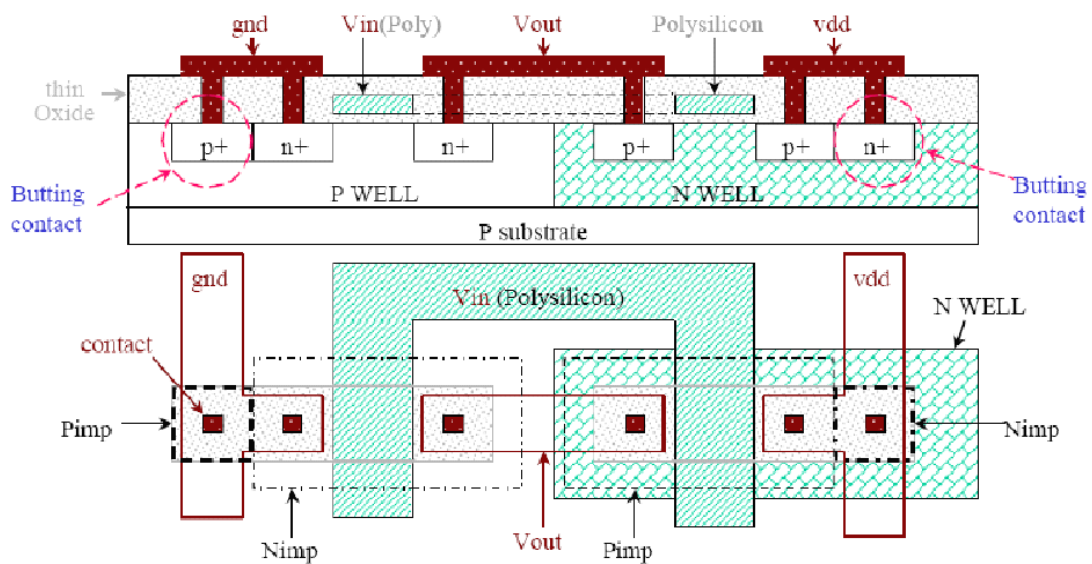 gnd Vin(Poly) Vout Polysilicon vdd
thin
Oxide
p+ n+ n+ p+ p+ n+
Butting
contact
P WELL N WELL
Butting
contact
P substrate
gnd Vin (Polysilicon) vdd
N WELL
contact
Pimp Nimp
Nimp Vout Pimp